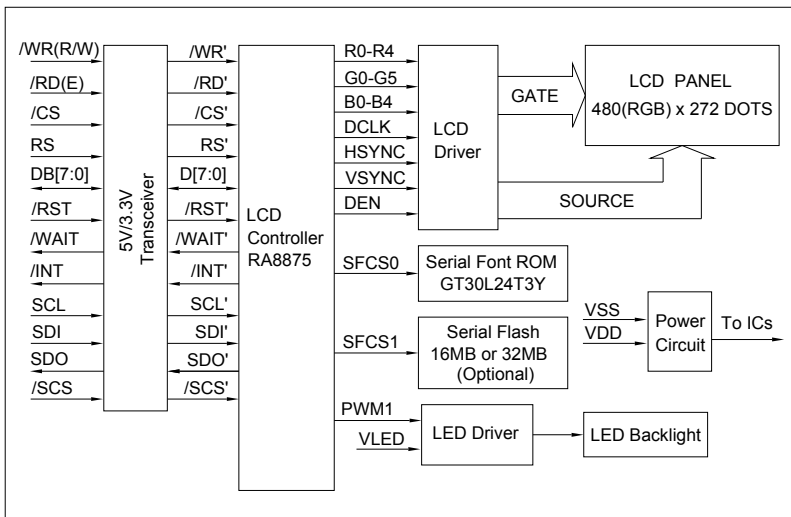 /WR(R/W)
/RD(E)
/CS
RS
DB[7:0]
/RST
/WAIT
/INT
SCL
SDI
SDO
/SCS
5V/3.3V
Transceiver
/WR'
/RD'
/CS'
RS'
D[7:0]
/RST'
/WAIT'
/INT'
SCL'
SDI'
SDO'
/SCS'
LCD
Controller
RA8875
R0-R4
G0-G5
B0-B4
DCLK
HSYNC
VSYNC
DEN
SFCS0
SFCS1
PWM1
VLED
LCD
Driver
GATE
SOURCE
LCD PANEL
480(RGB) x 272 DOTS
Serial Font ROM
GT30L24T3Y
Serial Flash
16MB or 32MB
(Optional)
LED Driver
LED Backlight
VSS
VDD
Power
Circuit
To ICs